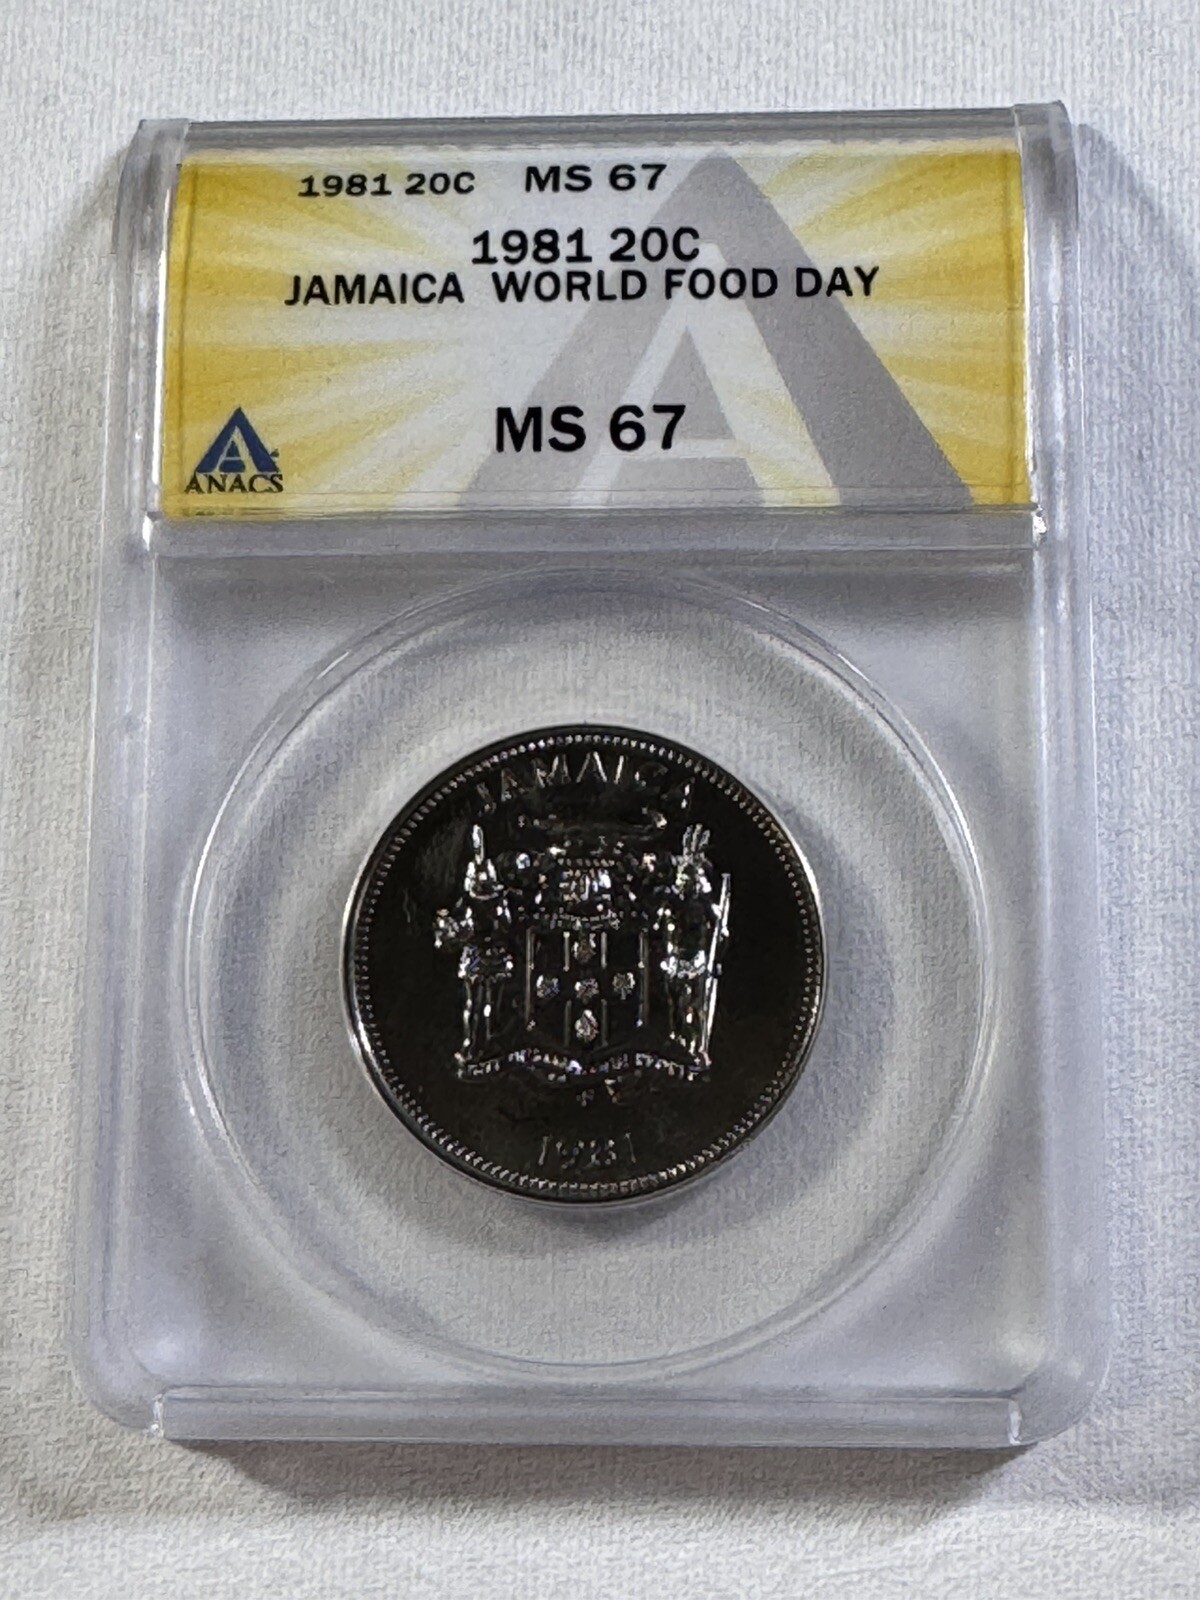 1981 20C MS 67
1981 20C
JAMAICA WORLD FOOD DAY
MS 67
ANACS
JAMAICA
1981